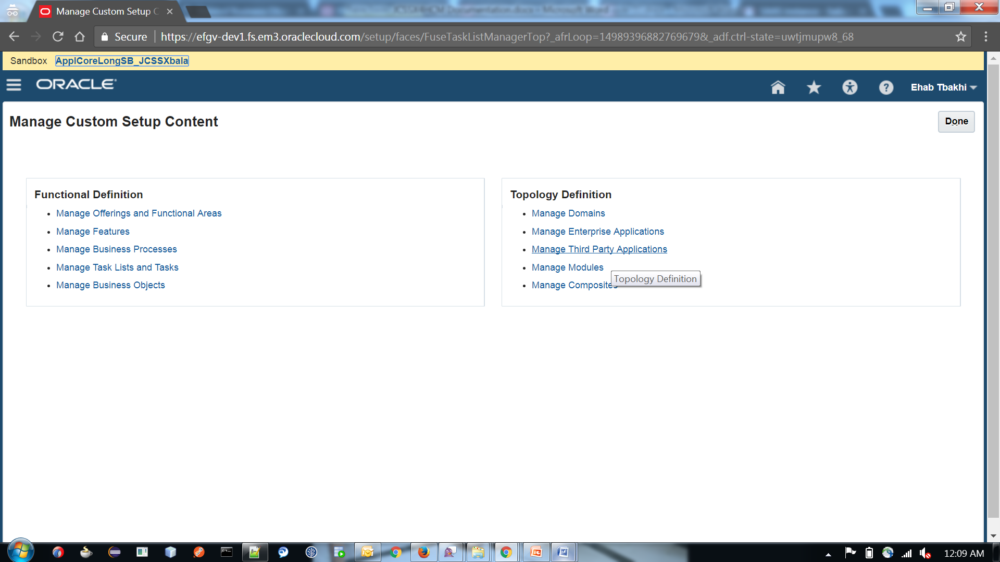 Manage Custom Setup C
Secure
https://efgv-dev1.fs.em3.oraclecloud.com/setup/faces/FuseTaskListManagerTop?_afrLoop=14989396882769679&_adf.ctrl-state=uwtjmupw8_68
Sandbox ApplCoreLongSB_JCSSXbala
ORACLE
Ehab Tbakhi
Manage Custom Setup Content
Done
Functional Definition
Manage Offerings and Functional Areas
Manage Features
Manage Business Processes
Manage Task Lists and Tasks
Manage Business Objects
Topology Definition
Manage Domains
Manage Enterprise Applications
Manage Third Party Applications
Manage Modules
Topology Definition
Manage Composites
12:09 AM